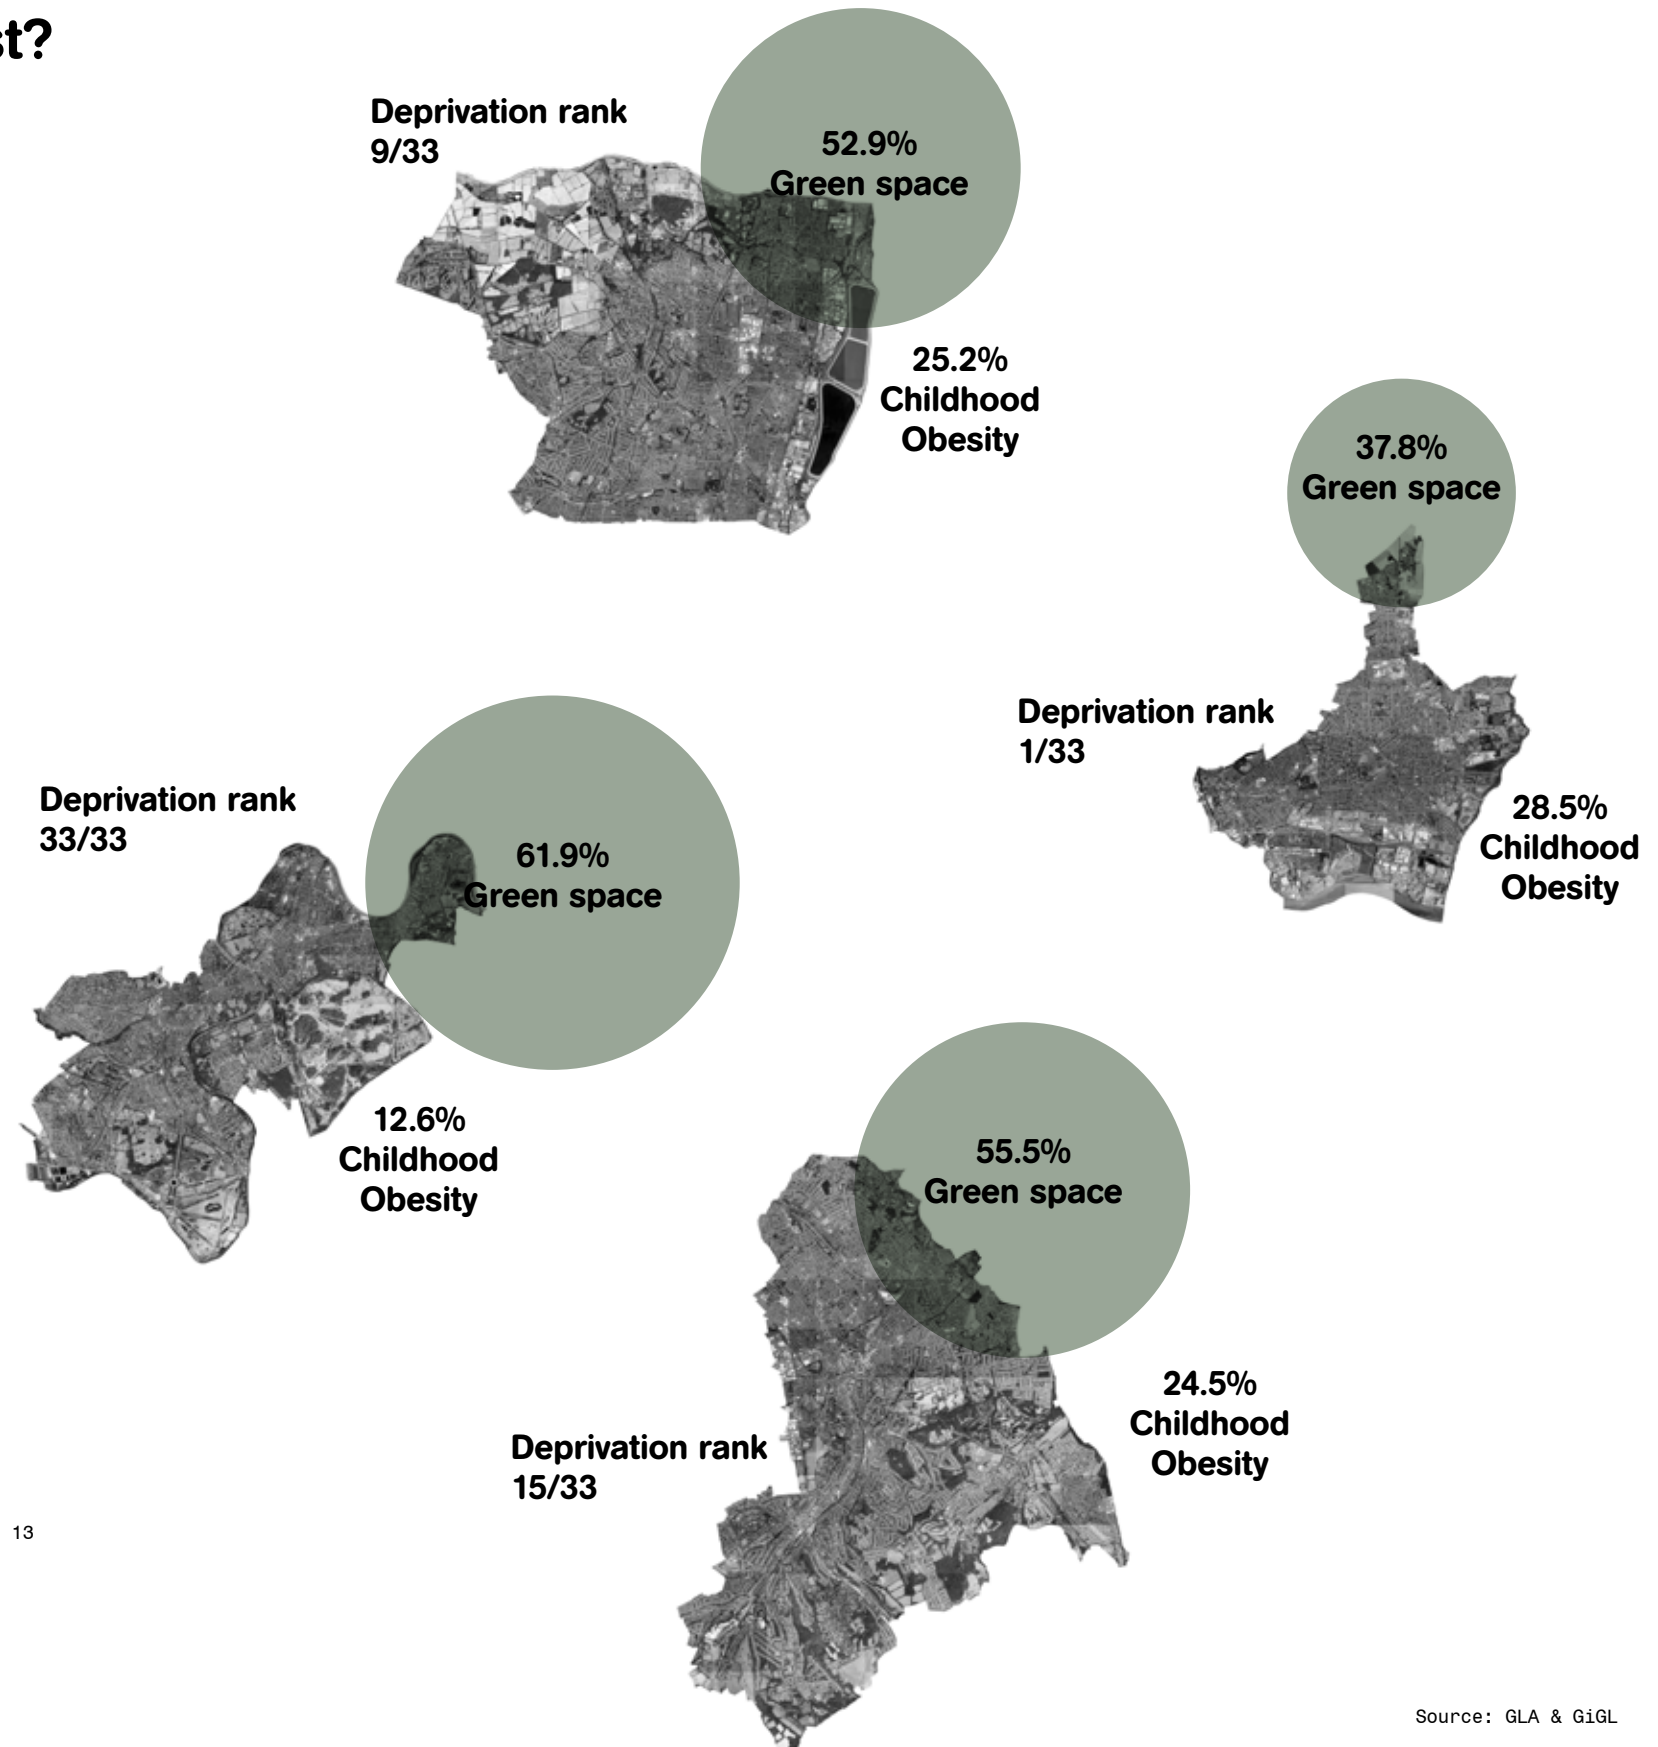 st?
Deprivation rank
9/33
52.9%
Green space
25.2%
Childhood
Obesity
37.8%
Green space
Deprivation rank
1/33
28.5%
Childhood
Obesity
Deprivation rank
33/33
61.9%
Green space
12.6%
Childhood
Obesity
55.5%
Green space
24.5%
Childhood
Obesity
Deprivation rank
15/33
13
Source: GLA & GiGL